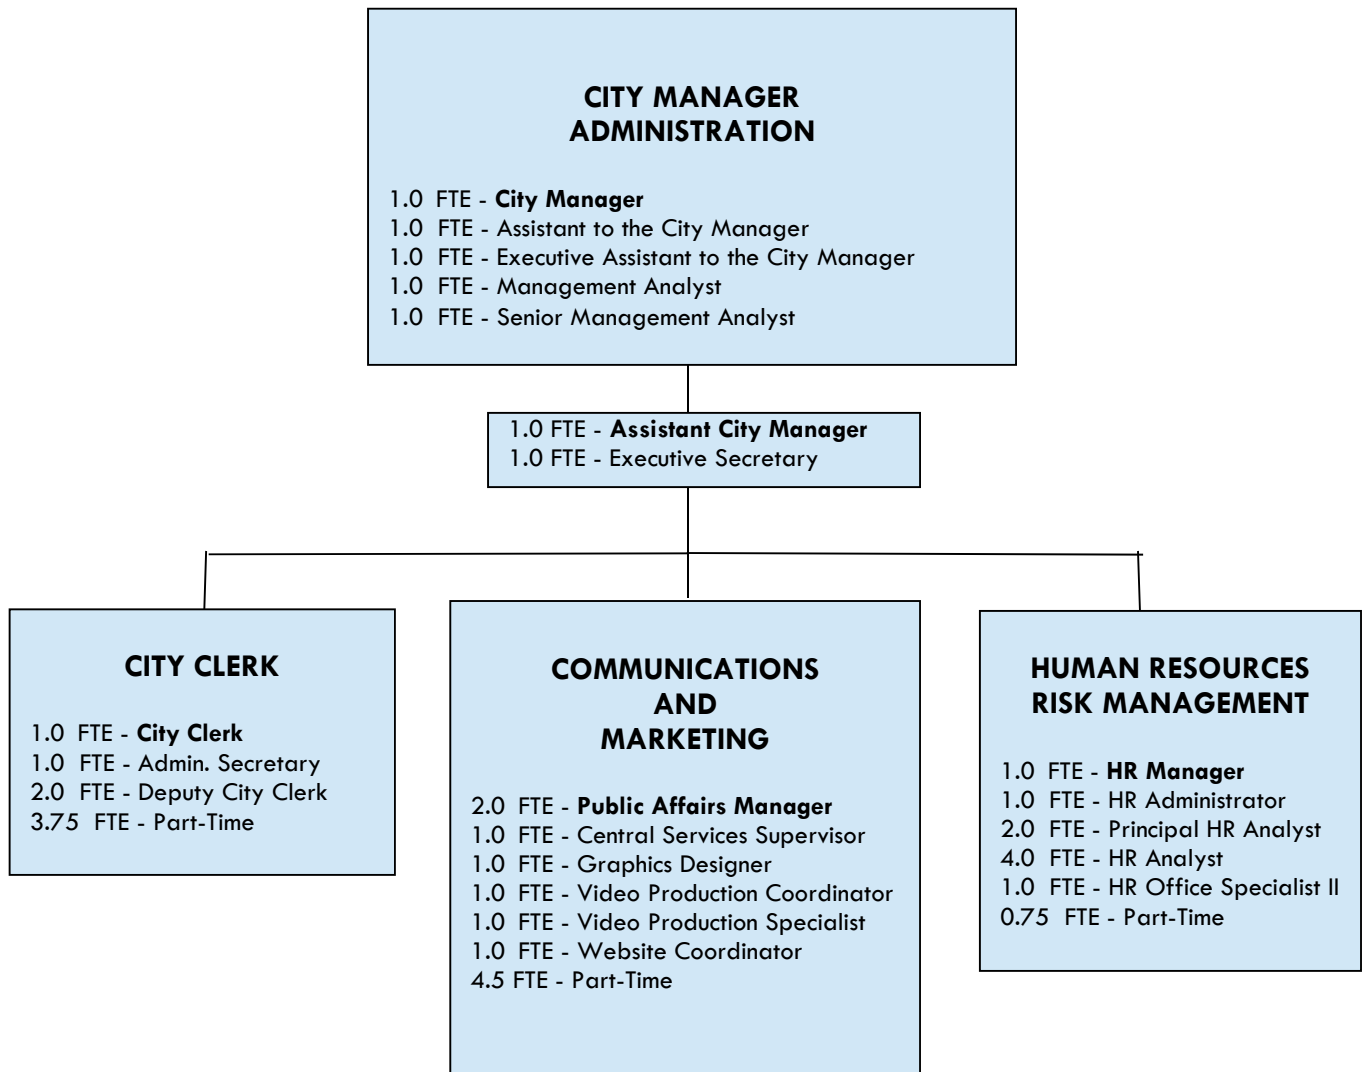 CITY MANAGER
ADMINISTRATION
1.0 FTE - City Manager
1.0 FTE - Assistant to the City Manager
1.0 FTE - Executive Assistant to the City Manager
1.0 FTE - Management Analyst
1.0 FTE - Senior Management Analyst
1.0 FTE - Assistant City Manager
1.0 FTE - Executive Secretary
CITY CLERK
1.0 FTE - City Clerk
1.0 FTE - Admin. Secretary
2.0 FTE - Deputy City Clerk
3.75 FTE - Part-Time
COMMUNICATIONS
AND
MARKETING
2.0 FTE - Public Affairs Manager
1.0 FTE - Central Services Supervisor
1.0 FTE - Graphics Designer
1.0 FTE - Video Production Coordinator
1.0 FTE - Video Production Specialist
1.0 FTE - Website Coordinator
4.5 FTE - Part-Time
HUMAN RESOURCES
RISK MANAGEMENT
1.0 FTE - HR Manager
1.0 FTE - HR Administrator
2.0 FTE - Principal HR Analyst
4.0 FTE - HR Analyst
1.0 FTE - HR Office Specialist II
0.75 FTE - Part-Time